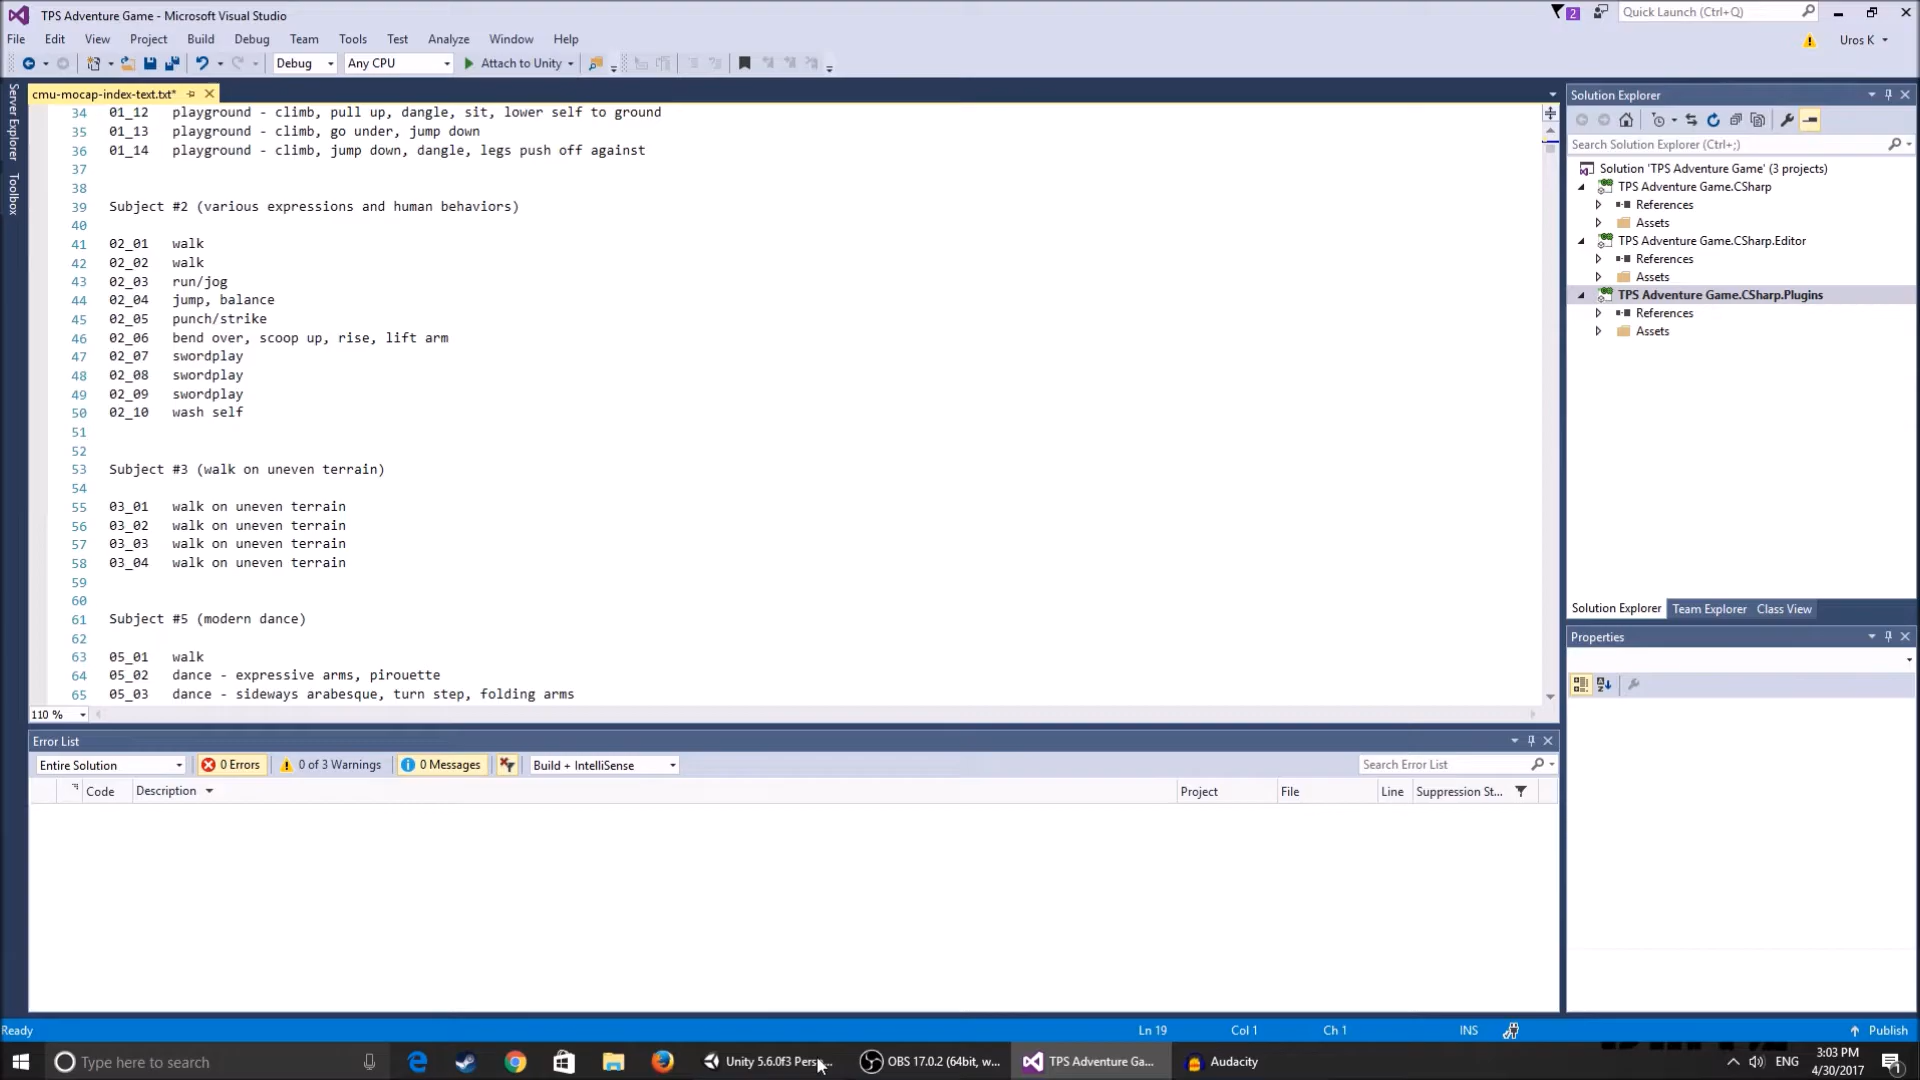 TPS Adventure Game - Microsoft Visual Studio
2
Quick Launch (Ctrl+Q)
File Edit View Project Build Debug Team Tools Test Analyze Window Help
Uros K
Debug Any CPU Attach to Unity
Server Explorer
Toolbox
cmu-mocap-index-text.txt*
34 01_12 playground - climb, pull up, dangle, sit, lower self to ground
35 01_13 playground - climb, go under, jump down
36 01_14 playground - climb, jump down, dangle, legs push off against
37
38
39 Subject #2 (various expressions and human behaviors)
40
41 02_01 walk
42 02_02 walk
43 02_03 run/jog
44 02_04 jump, balance
45 02_05 punch/strike
46 02_06 bend over, scoop up, rise, lift arm
47 02_07 swordplay
48 02_08 swordplay
49 02_09 swordplay
50 02_10 wash self
51
52
53 Subject #3 (walk on uneven terrain)
54
55 03_01 walk on uneven terrain
56 03_02 walk on uneven terrain
57 03_03 walk on uneven terrain
58 03_04 walk on uneven terrain
59
60
61 Subject #5 (modern dance)
62
63 05_01 walk
64 05_02 dance - expressive arms, pirouette
65 05_03 dance - sideways arabesque, turn step, folding arms
110 %
Solution Explorer
Search Solution Explorer (Ctrl+;)
Solution 'TPS Adventure Game' (3 projects)
TPS Adventure Game.CSharp
References
Assets
TPS Adventure Game.CSharp.Editor
References
Assets
TPS Adventure Game.CSharp.Plugins
References
Assets
Solution Explorer Team Explorer Class View
Properties
Error List
Entire Solution 0 Errors 0 of 3 Warnings 0 Messages Build + IntelliSense Search Error List
Code Description Project File Line Suppression St...
Ready Ln 19 Col 1 Ch 1 INS Publish
Type here to search
Unity 5.6.0f3 Pers...
OBS 17.0.2 (64bit, w...
TPS Adventure Ga...
Audacity
ENG
3:03 PM
4/30/2017
1